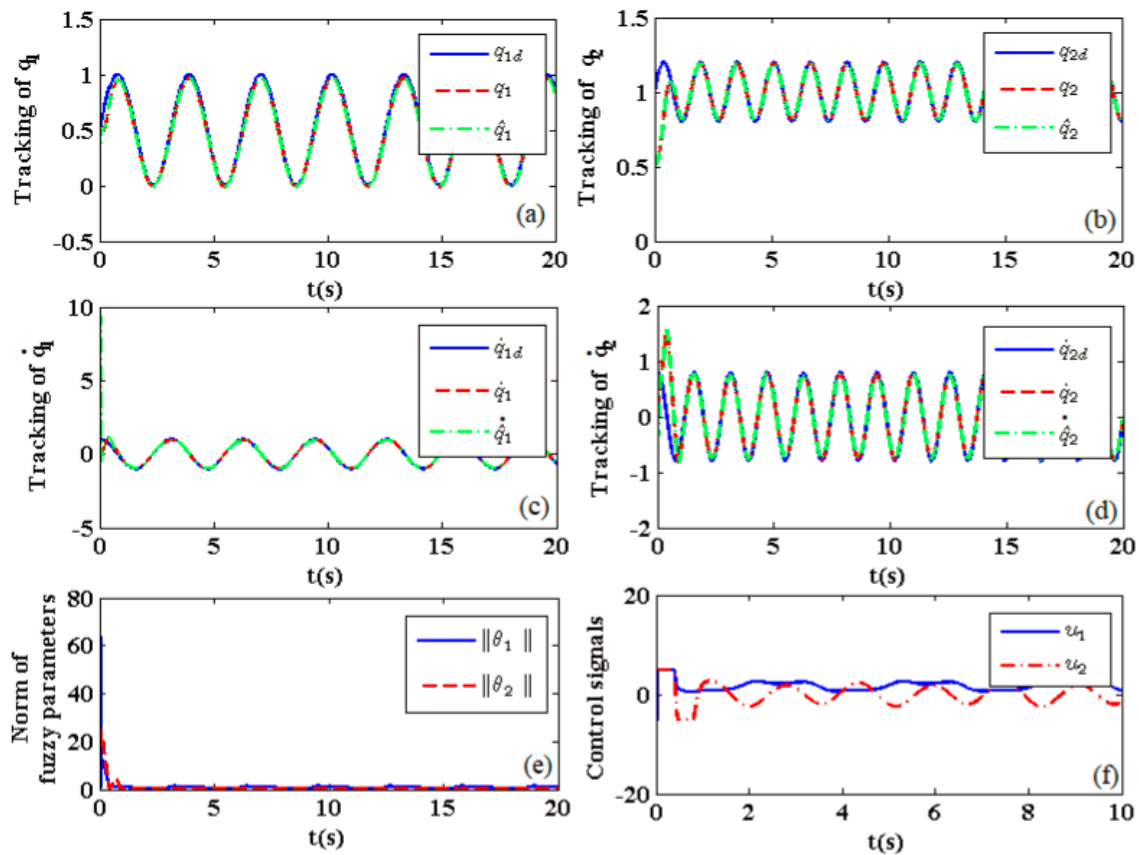 1.5
1
0.5
0
-0.5
Tracking of q₁
q₁d
q₁
q̂₁
(a)
0 5 10 15 20
t(s)
1.5
1
0.5
0
Tracking of q₂
q₂d
q₂
q̂₂
(b)
0 5 10 15 20
t(s)
10
5
0
-5
Tracking of q̇₁
q̇₁d
q̇₁
q̂̇₁
(c)
0 5 10 15 20
t(s)
2
1
0
-1
-2
Tracking of q̇₂
q̇₂d
q̇₂
q̂̇₂
(d)
0 5 10 15 20
t(s)
80
60
40
20
0
Norm of
fuzzy parameters
‖θ₁ ‖
‖θ₂ ‖
(e)
0 5 10 15 20
t(s)
20
0
-20
Control signals
u₁
u₂
(f)
0 2 4 6 8 10
t(s)